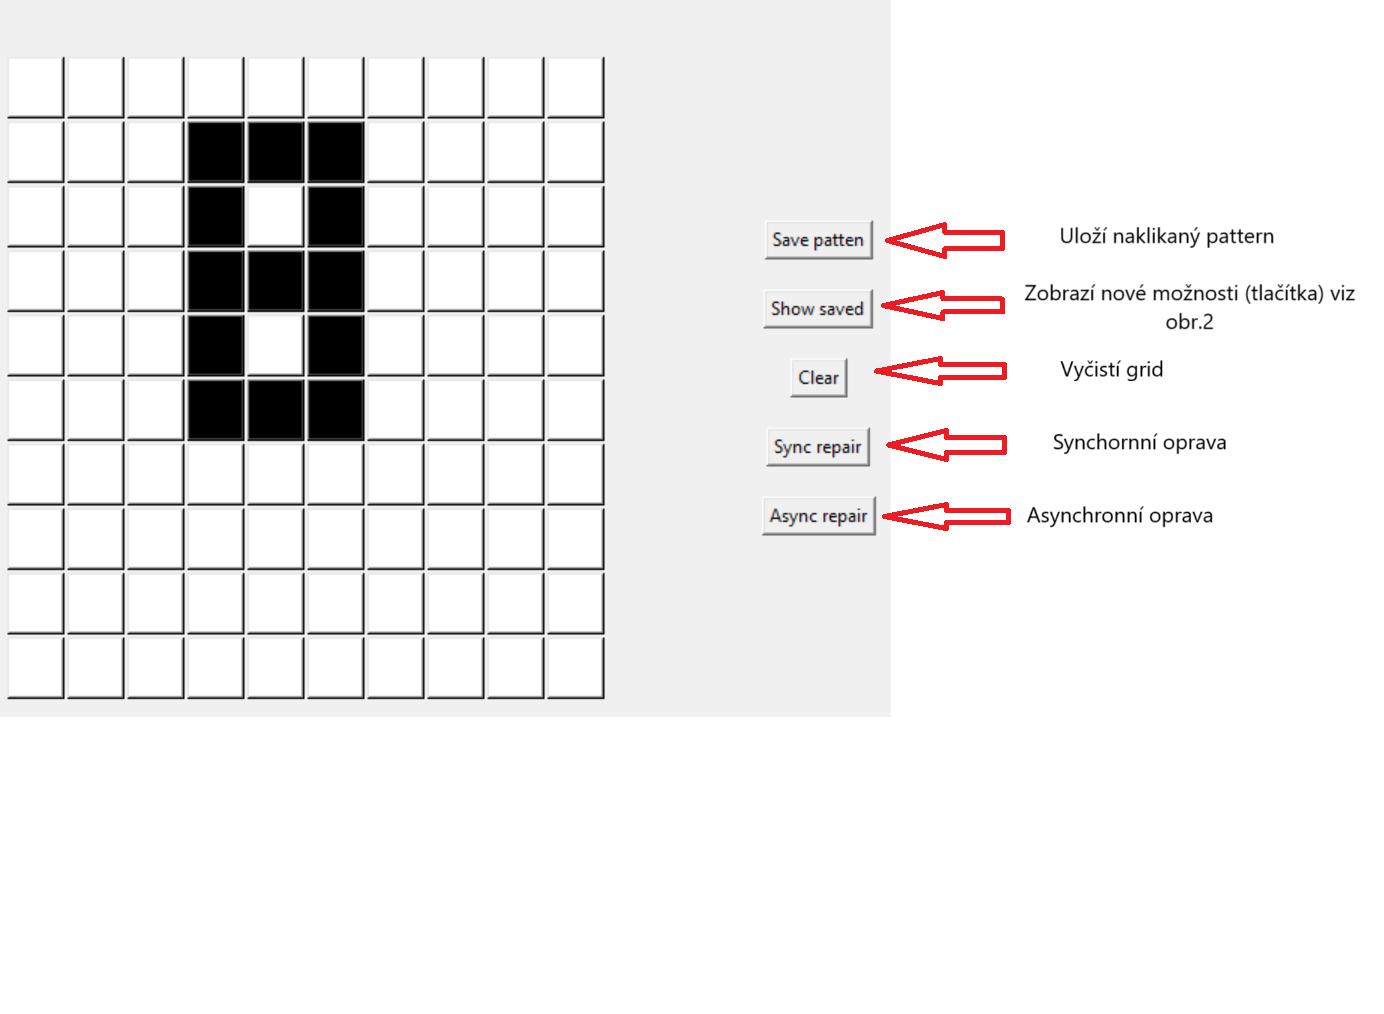 Save patten
Uloží naklikaný pattern
Show saved
Zobrazí nové možnosti (tlačítka) viz
obr.2
Clear
Vyčistí grid
Sync repair
Synchornní oprava
Async repair
Asynchronní oprava